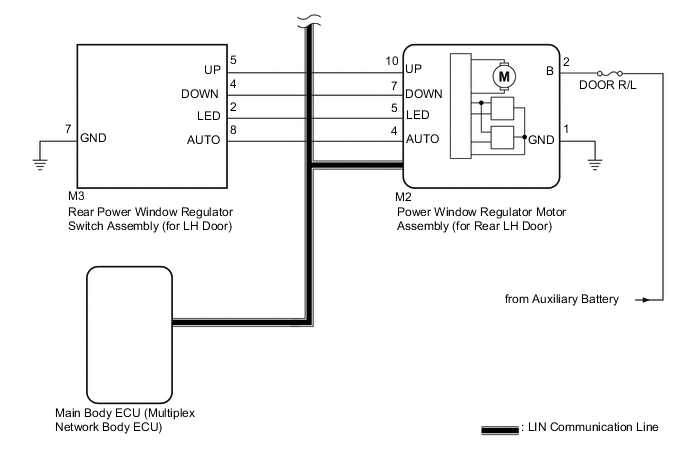 5
UP
4
DOWN
2
LED
8
AUTO
7
GND
M3
Rear Power Window Regulator
Switch Assembly (for LH Door)
10
UP
7
DOWN
5
LED
4
AUTO
M
B
2
GND
1
M2
Power Window Regulator Motor
Assembly (for Rear LH Door)
DOOR R/L
from Auxiliary Battery
Main Body ECU (Multiplex
Network Body ECU)
: LIN Communication Line